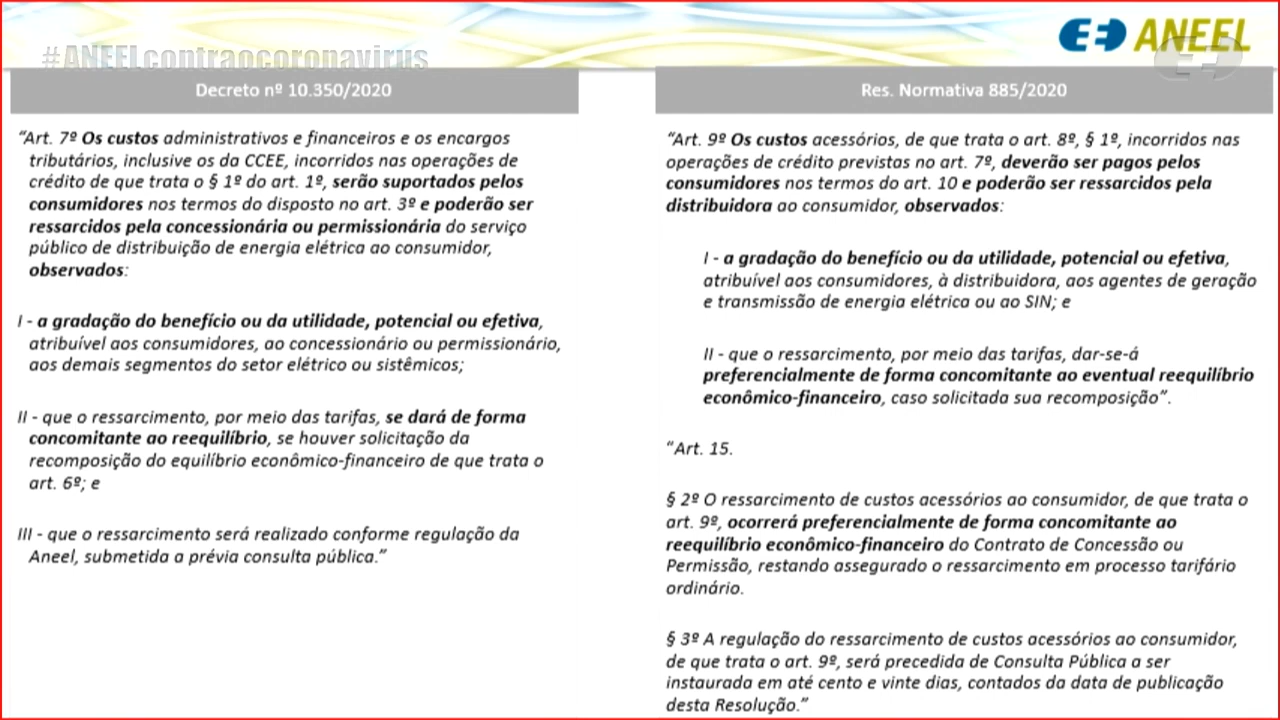 #ANEELcontraocoronavirus
ANEEL
Decreto nº 10.350/2020
“Art. 7º Os custos administrativos e financeiros e os encargos
tributários, inclusive os da CCEE, incorridos nas operações de
crédito de que trata o § 1º do art. 1º, serão suportados pelos
consumidores nos termos do disposto no art. 3º e poderão ser
ressarcidos pela concessionária ou permissionária do serviço
público de distribuição de energia elétrica ao consumidor,
observados:
I - a gradação do benefício ou da utilidade, potencial ou efetiva,
atribuível aos consumidores, ao concessionário ou permissionário,
aos demais segmentos do setor elétrico ou sistêmicos;
II - que o ressarcimento, por meio das tarifas, se dará de forma
concomitante ao reequilíbrio, se houver solicitação da
recomposição do equilíbrio econômico-financeiro de que trata o
art. 6º; e
III - que o ressarcimento será realizado conforme regulação da
Aneel, submetida a prévia consulta pública.”
Res. Normativa 885/2020
“Art. 9º Os custos acessórios, de que trata o art. 8º, § 1º, incorridos nas
operações de crédito previstas no art. 7º, deverão ser pagos pelos
consumidores nos termos do art. 10 e poderão ser ressarcidos pela
distribuidora ao consumidor, observados:
I - a gradação do benefício ou da utilidade, potencial ou efetiva,
atribuível aos consumidores, à distribuidora, aos agentes de geração
e transmissão de energia elétrica ou ao SIN; e
II - que o ressarcimento, por meio das tarifas, dar-se-á
preferencialmente de forma concomitante ao eventual reequilíbrio
econômico-financeiro, caso solicitada sua recomposição”.
“Art. 15.
§ 2º O ressarcimento de custos acessórios ao consumidor, de que trata o
art. 9º, ocorrerá preferencialmente de forma concomitante ao
reequilíbrio econômico-financeiro do Contrato de Concessão ou
Permissão, restando assegurado o ressarcimento em processo tarifário
ordinário.
§ 3º A regulação do ressarcimento de custos acessórios ao consumidor,
de que trata o art. 9º, será precedida de Consulta Pública a ser
instaurada em até cento e vinte dias, contados da data de publicação
desta Resolução.”